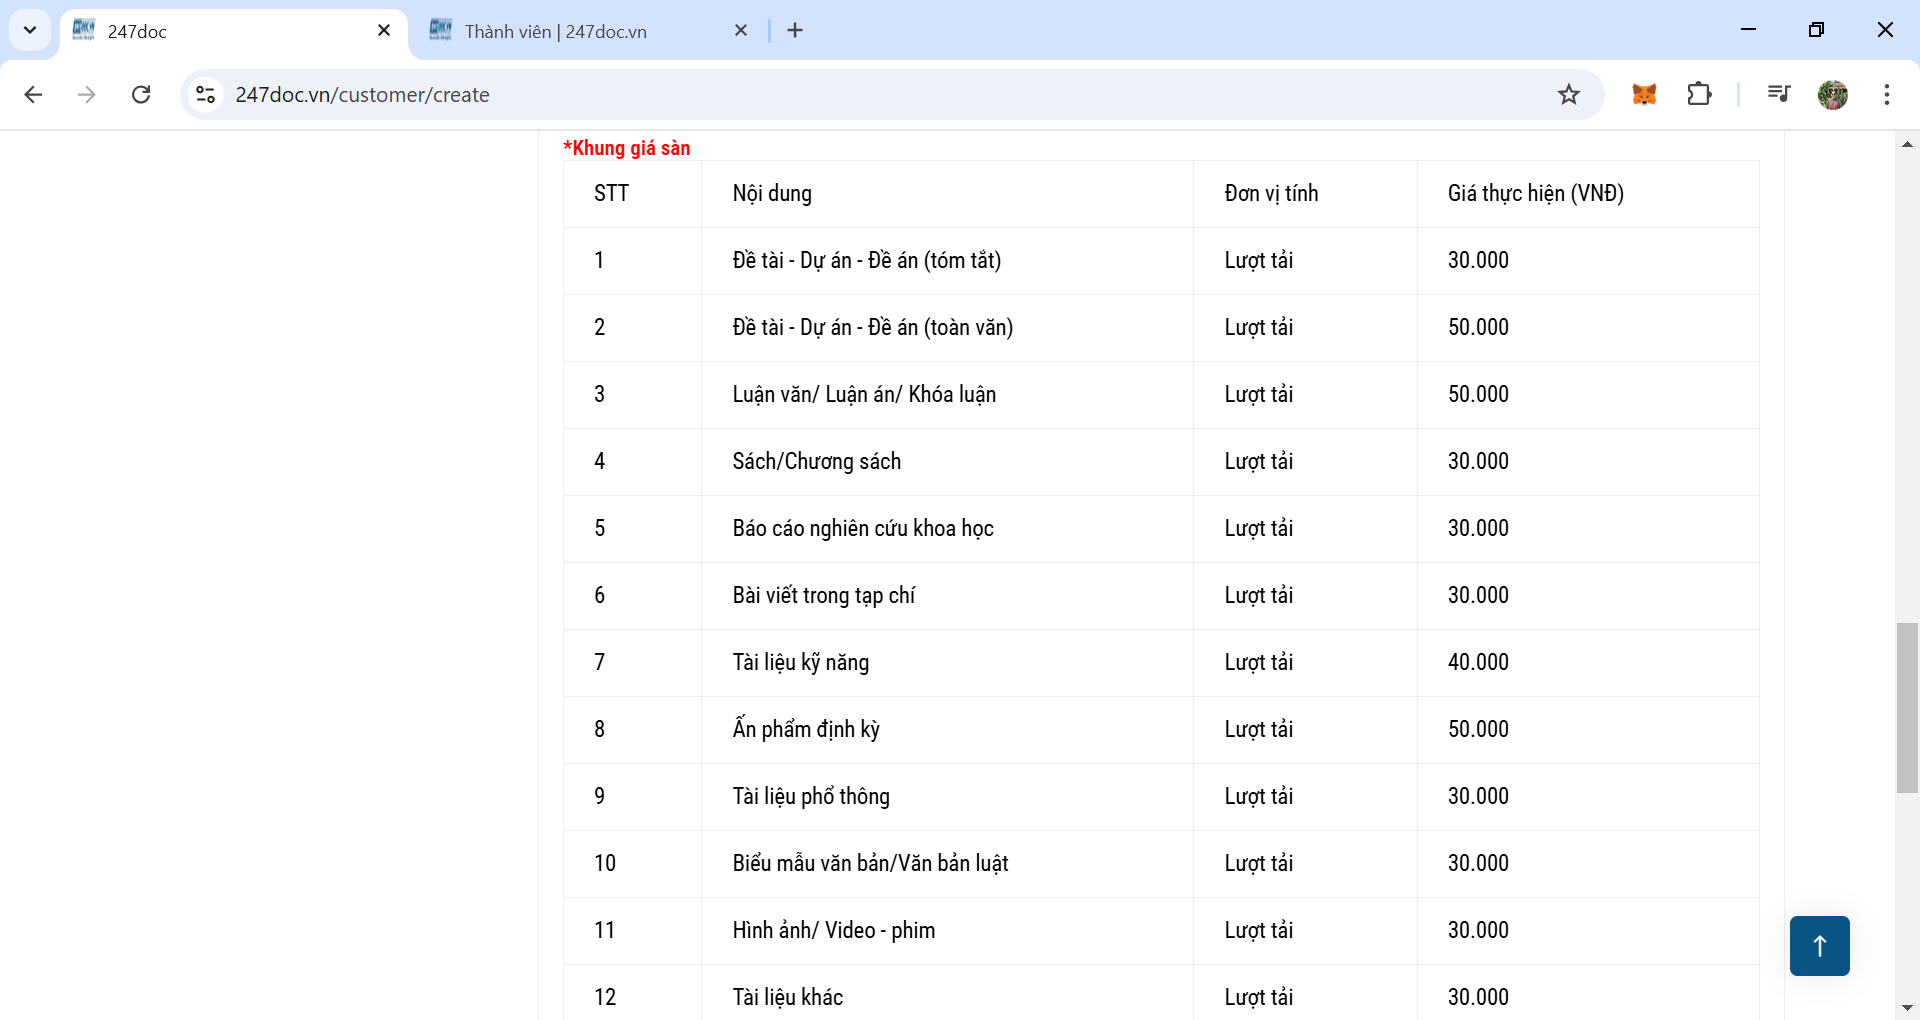 247doc
Thành viên | 247doc.vn
247doc.vn/customer/create
*Khung giá sàn
STT Nội dung Đơn vị tính Giá thực hiện (VNĐ)
1 Đề tài - Dự án - Đề án (tóm tắt) Lượt tải 30.000
2 Đề tài - Dự án - Đề án (toàn văn) Lượt tải 50.000
3 Luận văn/ Luận án/ Khóa luận Lượt tải 50.000
4 Sách/Chương sách Lượt tải 30.000
5 Báo cáo nghiên cứu khoa học Lượt tải 30.000
6 Bài viết trong tạp chí Lượt tải 30.000
7 Tài liệu kỹ năng Lượt tải 40.000
8 Ấn phẩm định kỳ Lượt tải 50.000
9 Tài liệu phổ thông Lượt tải 30.000
10 Biểu mẫu văn bản/Văn bản luật Lượt tải 30.000
11 Hình ảnh/ Video - phim Lượt tải 30.000
12 Tài liệu khác Lượt tải 30.000